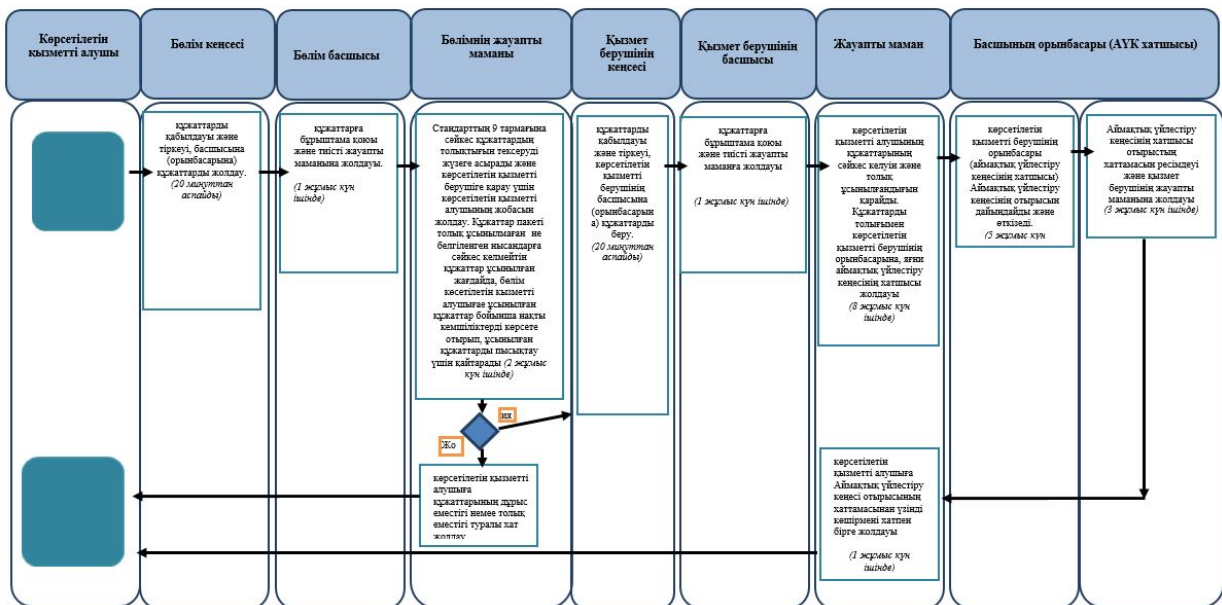 Көрсетілетін
қызметті алушы
Бөлім кеңсесі
Бөлім басшысы
Бөлімнің жауапты
маманы
Қызмет
берушінің
кеңсесі
Қызмет берушінің
басшысы
Жауапты маман
Басшының орынбасары (АҮК хатшысы)
құжаттарды
қабылдауы және
тіркеуі, басшысына
(орынбасарына)
құжаттарды жолдау.
(20 минуттан
аспайды)
құжаттарға
бұрыштама қоюы
және тиісті жауапты
маманына жолдауы.
(1 жұмыс күн
ішінде)
Стандарттың 9 тармағына
сәйкес құжаттардың
толықтығын тексеруді
жүзеге асырады және
көрсетілетін қызметті
берушіге қарау үшін
көрсетілетін қызметті
алушының жобасын
жолдау. Құжаттар пакеті
толық ұсынылмаған не
белгіленген нысандарға
сәйкес келмейтін
құжаттар ұсынылған
жағдайда, бөлім
көсетілетін қызметті
алушығае ұсынылған
құжаттар бойынша нақты
кемшіліктерді көрсете
отырып, ұсынылған
құжаттарды пысықтау
үшін қайтарады (2 жұмыс
күн ішінде)
құжаттарды
қабылдауы және
тіркеуі,
көрсетілетін
қызметті
берушінің
басшысына
(орынбасарын
а) құжаттарды
беру.
(20 минуттан
аспайды)
құжаттарға
бұрыштама қоюы
және тиісті жауапты
маманға жолдауы
(1 жұмыс күн
ішінде)
көрсетілетін
қызметті алушының
құжаттарының
сәйкес келуін және
толық
ұсынылғандығын
қарайды.
Құжаттарды
толығымен
көрсетілетін
қызметті берушінің
орынбасарына, яғни
аймақтық үйлестіру
кеңесінің хатшысы
жолдауы
(8 жұмыс күн
ішінде)
көрсетілетін
қызметті берушінің
орынбасары
(аймақтық үйлестіру
кеңесінің хатшысы)
Аймақтық үйлестіру
кеңесінің отырысын
дайындайды және
өткізеді.
(5 жұмыс күн
Аймақтық үйлестіру
кеңесінің хатшысы
отырыстың
хаттамасын ресімдеуі
және қызмет
берушінің жауапты
маманына жолдауы
(3 жұмыс күн ішінде)
ия
Жо
көрсетілетін қызметті
алушыға
құжаттарының дұрыс
еместігі немее толық
еместігі туралы хат
жолдау
көрсетілетін
қызметті алушыға
Аймақтық үйлестіру
кеңесі отырысының
хаттамасынан үзінді
көшірмені хатпен
бірге жолдауы
(1 жұмыс күн
ішінде)